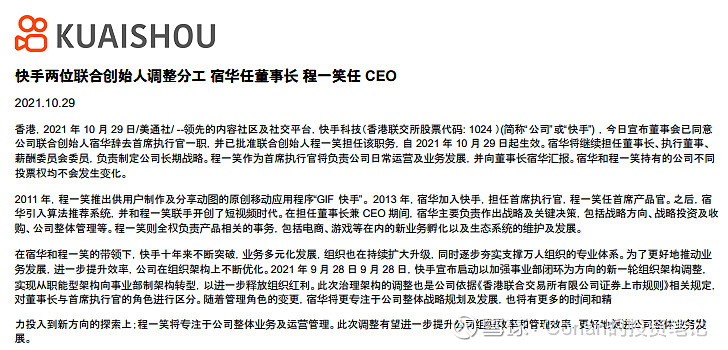 KUAISHOU
快手两位联合创始人调整分工 宿华任董事长 程一笑任 CEO
2021.10.29
香港，2021 年 10 月 29 日/美通社/ --领先的内容社区及社交平台，快手科技（香港联交所股票代码: 1024 )(简称“公司”或“快手”)，今日宣布董事会已同意
公司联合创始人宿华辞去首席执行官一职，并已批准联合创始人程一笑担任该职务，自 2021 年 10 月 29 日起生效。宿华将继续担任董事长、执行董事、
薪酬委员会委员，负责制定公司长期战略。程一笑作为首席执行官将负责公司日常运营及业务发展，并向董事长宿华汇报。宿华和程一笑持有的公司不同
投票权均不会发生变化。
2011 年，程一笑推出供用户制作及分享动图的原创移动应用程序“GIF 快手”。2013 年，宿华加入快手，担任首席执行官，程一笑任首席产品官。之后，宿
华引入算法推荐系统，并和程一笑联手开创了短视频时代。在担任董事长兼 CEO 期间，宿华主要负责作出战略及关键决策，包括战略方向、战略投资及收
购、公司整体管理等。程一笑则全权负责产品相关的事务，包括电商、游戏等在内的新业务孵化以及生态系统的维护及发展。
在宿华和程一笑的带领下，快手十年来不断突破，业务多元化发展，组织也在持续扩大升级，同时逐步夯实支撑万人组织的专业体系。为了更好地推动业
务发展，进一步提升效率，公司在组织架构上不断优化。2021 年 9 月 28 日 9 月 28 日，快手宣布启动以加强事业部闭环为方向的新一轮组织架构调整，
实现从职能型架构向事业部制架构转型，以进一步释放组织红利。此次治理架构的调整也是公司依据《香港联合交易所有限公司证券上市规则》相关规定，
对董事长与首席执行官的角色进行区分。随着管理角色的变更，宿华将更专注于公司整体战略规划及发展，也将有更多的时间和精
力投入到新方向的探索上；程一笑将专注于公司整体业务及运营管理。此次调整有望进一步提升公司组织效率和管理效率，更好地促进公司整体业务发
展。